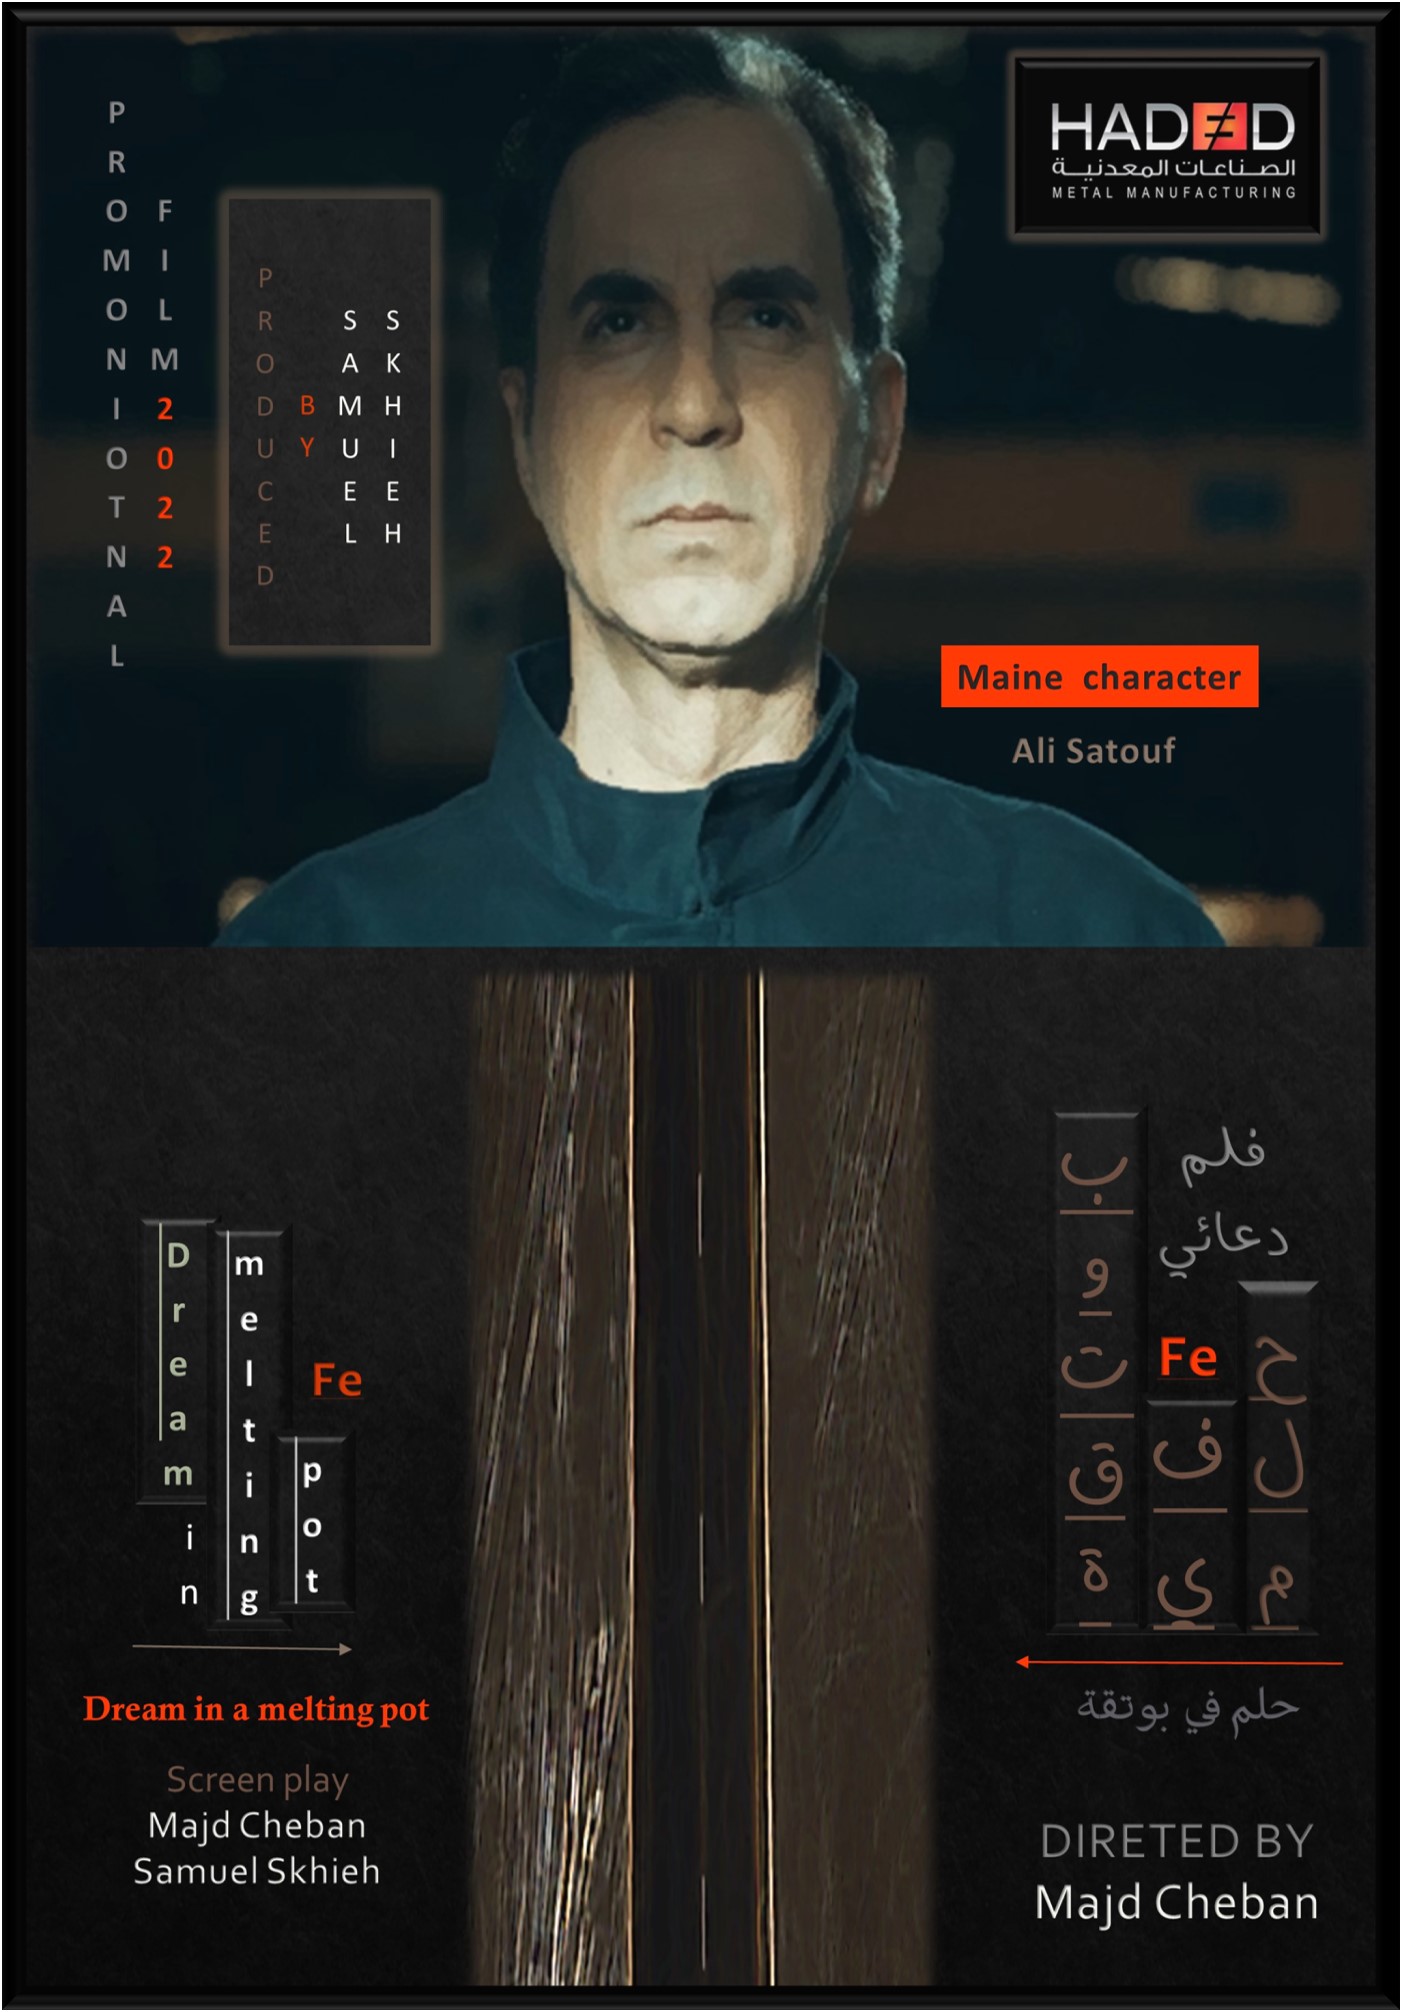 PROMONIOTNAL
FILM 2022
PRODUCED
BY
SAMUEL
SKHIEH
HADED
الصناعات المعدنية
METAL MANUFACTURING
Maine character
Ali Satouf
Dream
in
melting
Fe
pot
Dream in a melting pot
Screen play
Majd Cheban
Samuel Skhieh
فلم
دعائي
Fe
حلم
في
بوتقة
حلم في بوتقة
DIRETED BY
Majd Cheban